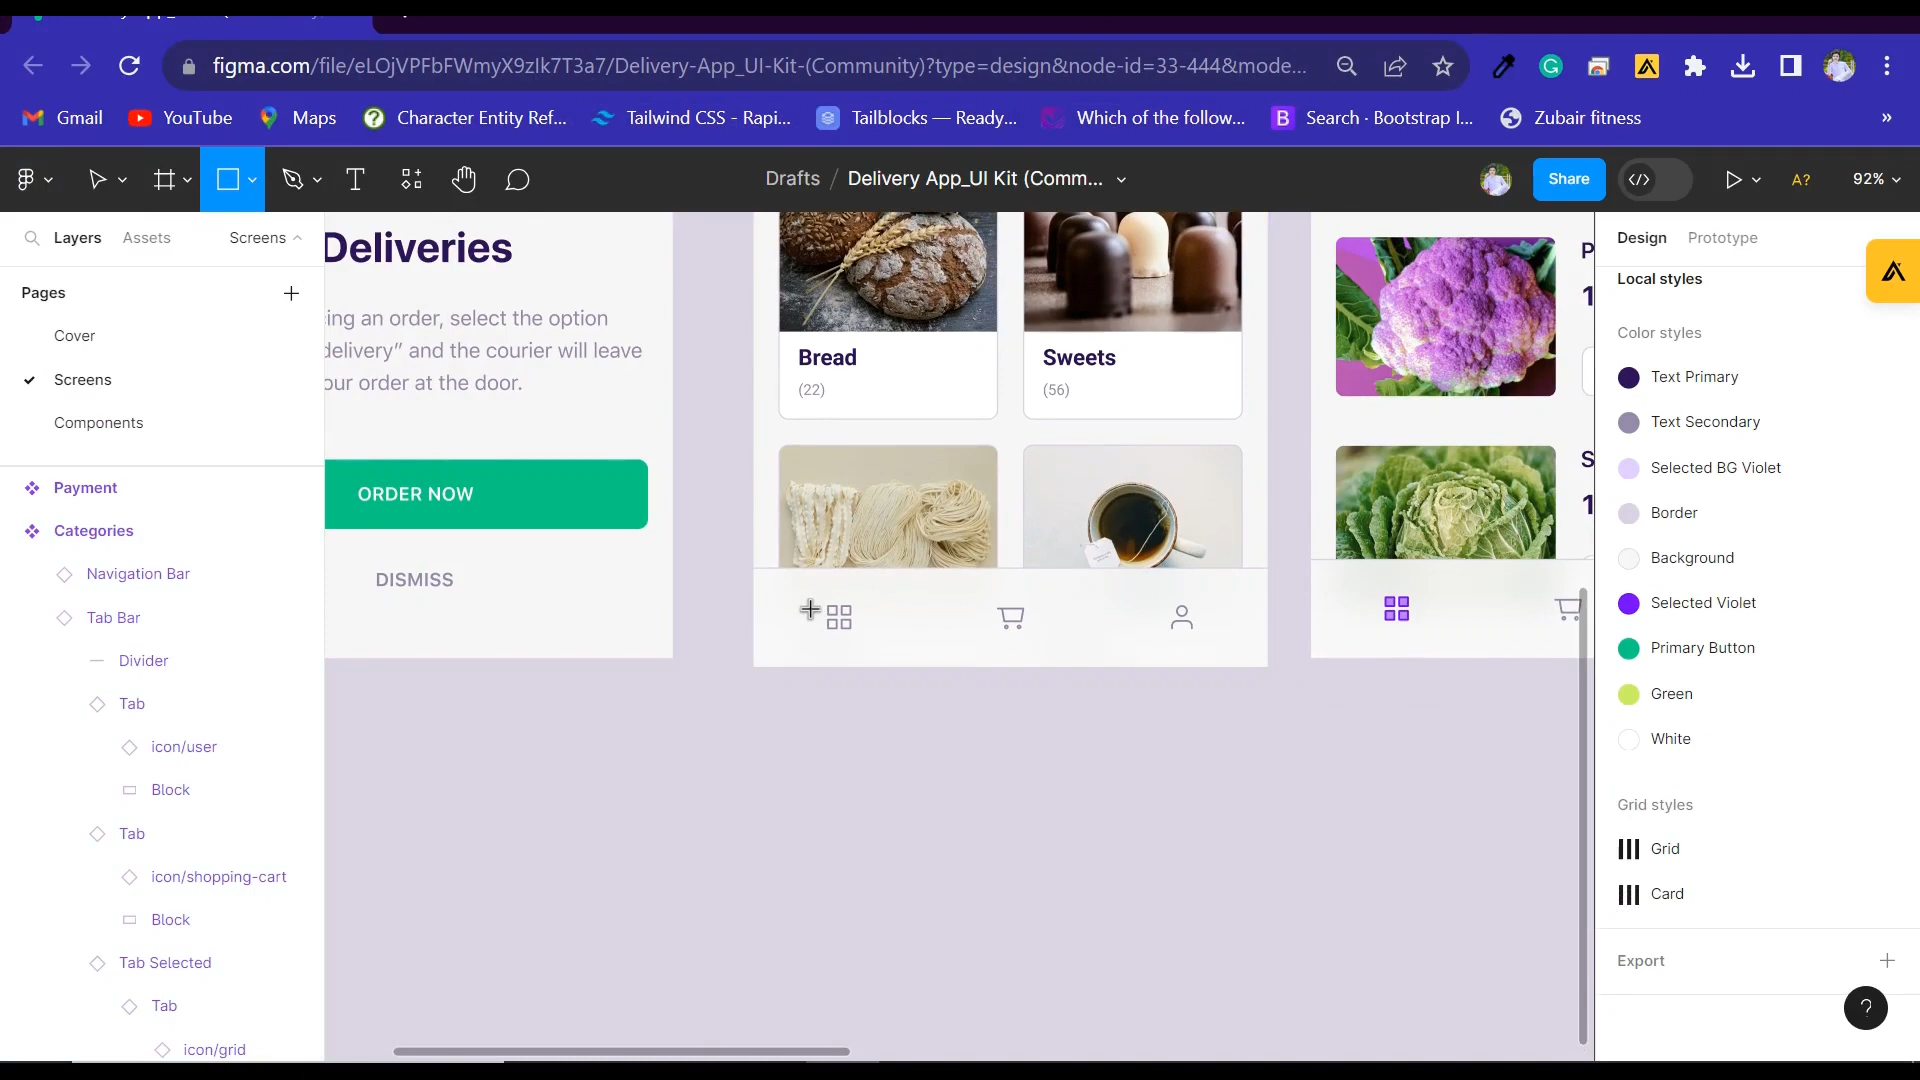 figma.com/file/eLOjVPFbFWmyX9zIk7T3a7/Delivery-App_UI-Kit-(Community)?type=design&node-id=33-444&mode...
Gmail
YouTube
Maps
Character Entity Ref...
Tailwind CSS - Rapi...
Tailblocks — Ready...
Which of the follow...
Search · Bootstrap I...
Zubair fitness
»
Drafts / Delivery App_UI Kit (Comm...
Share
A?
92%
Layers
Assets
Screens
Pages
Cover
Screens
Components
Payment
Categories
Navigation Bar
Tab Bar
Divider
Tab
icon/user
Block
Tab
icon/shopping-cart
Block
Tab Selected
Tab
icon/grid
Deliveries
ing an order, select the option
delivery” and the courier will leave
our order at the door.
ORDER NOW
DISMISS
Bread
(22)
Sweets
(56)
P
1
S
1
Design
Prototype
Local styles
Color styles
Text Primary
Text Secondary
Selected BG Violet
Border
Background
Selected Violet
Primary Button
Green
White
Grid styles
Grid
Card
Export
?